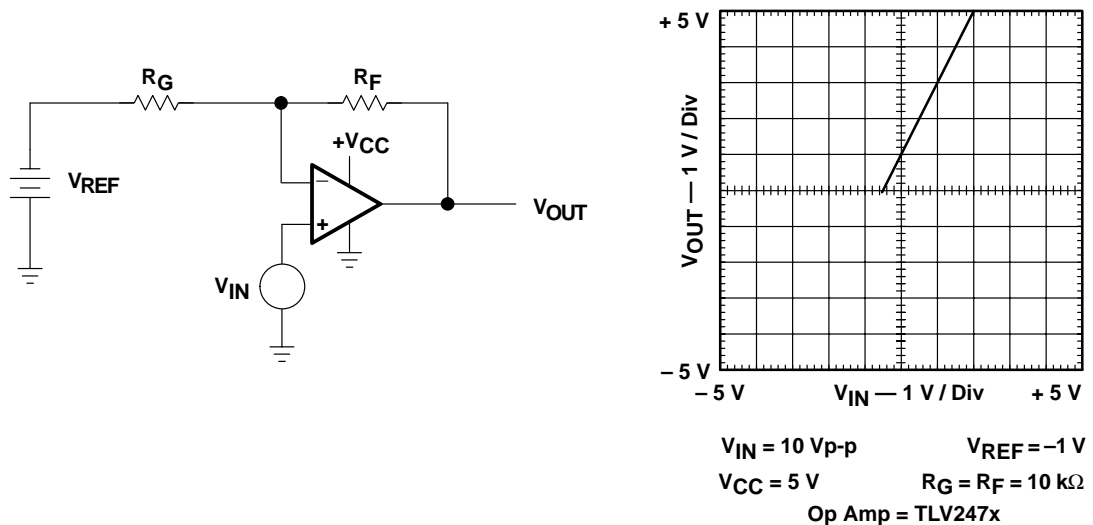 RG
RF
+VCC
VREF
–
+
VOUT
VIN
+ 5 V
VOUT — 1 V / Div
– 5 V
– 5 V
VIN — 1 V / Div
+ 5 V
VIN = 10 Vp-p
VREF = –1 V
VCC = 5 V
RG = RF = 10 kΩ
Op Amp = TLV247x